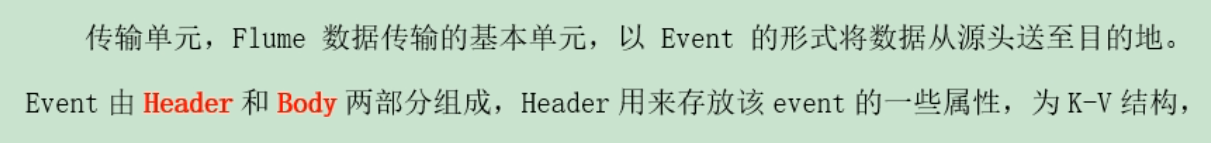 传输单元，Flume 数据传输的基本单元，以 Event 的形式将数据从源头送至目的地。
Event 由 Header 和 Body 两部分组成，Header 用来存放该 event 的一些属性，为 K-V 结构，